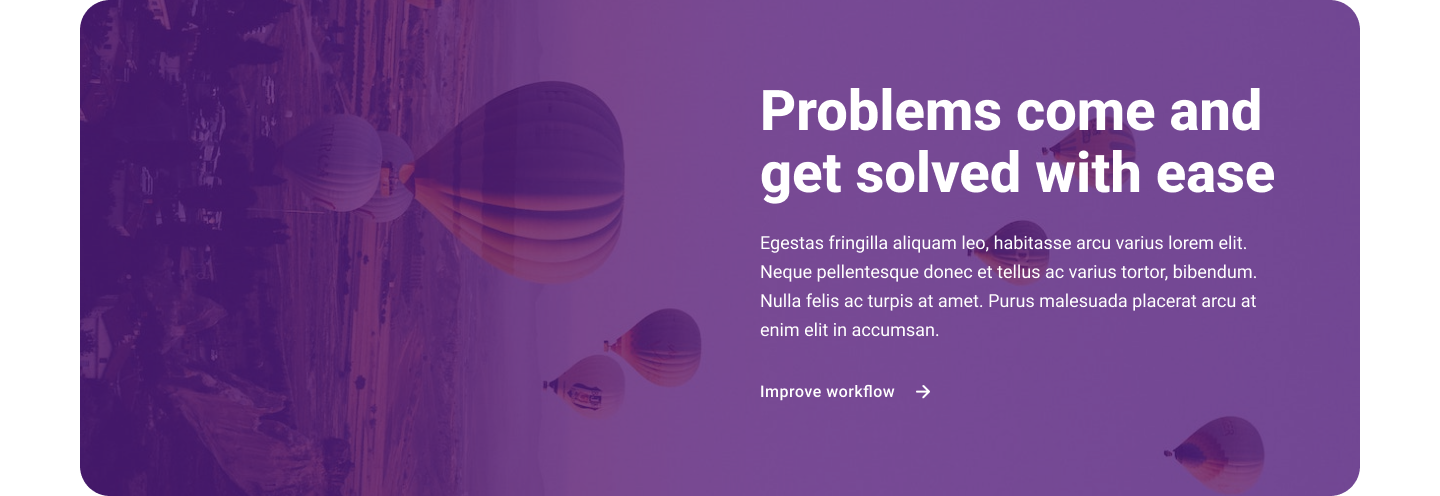 Problems come and
get solved with ease
Egestas fringilla aliquam leo, habitasse arcu varius lorem elit.
Neque pellentesque donec et tellus ac varius tortor, bibendum.
Nulla felis ac turpis at amet. Purus malesuada placerat arcu at
enim elit in accumsan.
Improve workflow →